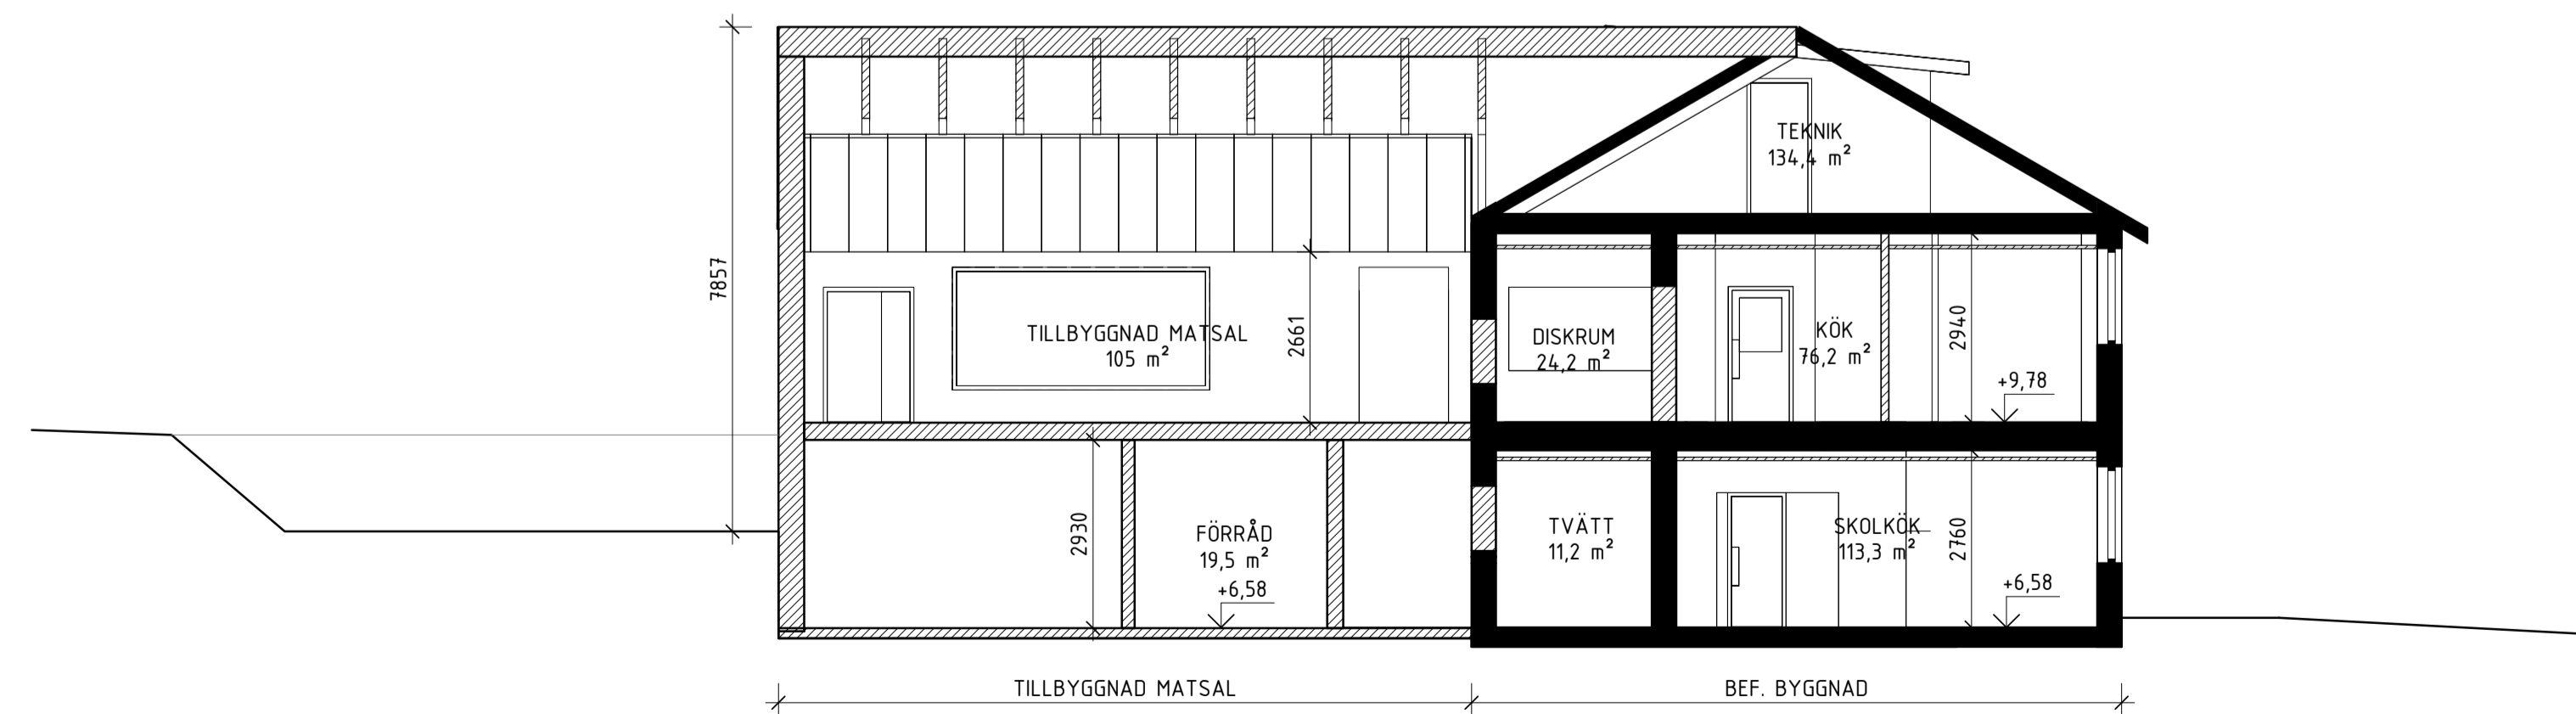 TEKNIK
134,4 m²
7857
TILLBYGGNAD MATSAL
105 m²
2661
DISKRUM
24,2 m²
KÖK
76,2 m²
2940
+9,78
2930
FÖRRÅD
19,5 m²
+6,58
TVÄTT
11,2 m²
SKOLKÖK
113,3 m²
2760
+6,58
TILLBYGGNAD MATSAL
BEF. BYGGNAD